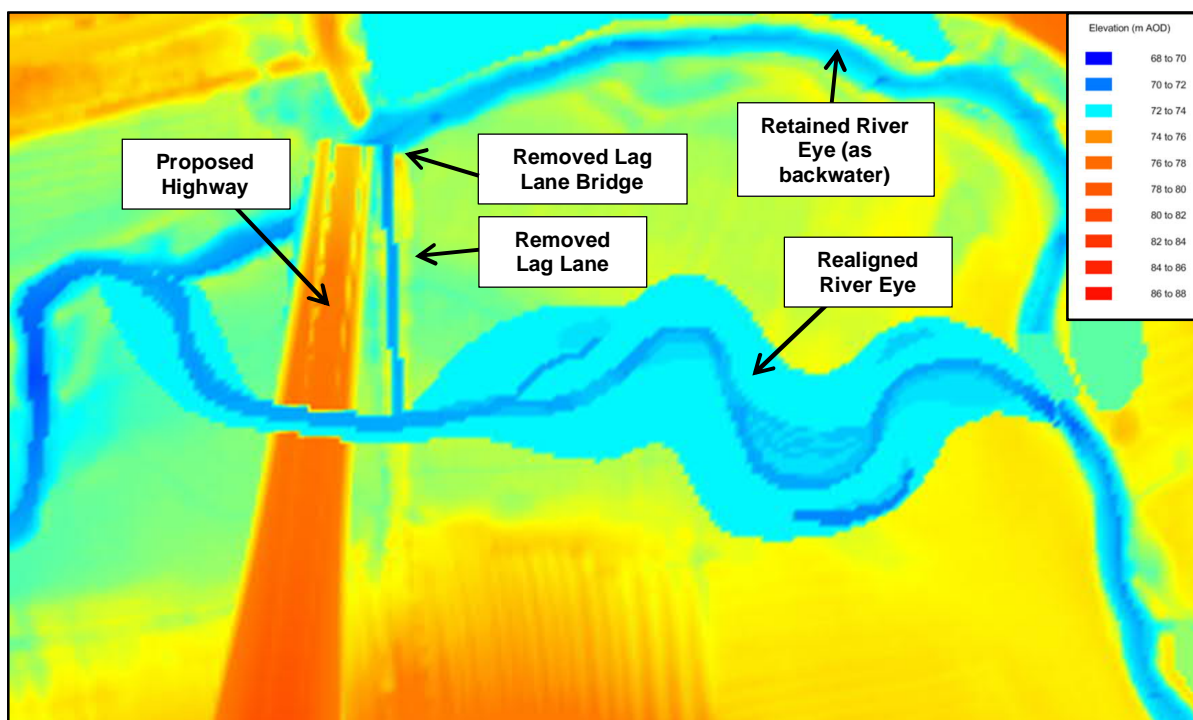 Elevation (m AOD)
68 to 70
70 to 72
72 to 74
74 to 76
76 to 78
78 to 80
80 to 82
82 to 84
84 to 86
86 to 88
Retained River
Eye (as
backwater)
Proposed
Highway
Removed Lag
Lane Bridge
Removed
Lag Lane
Realigned
River Eye